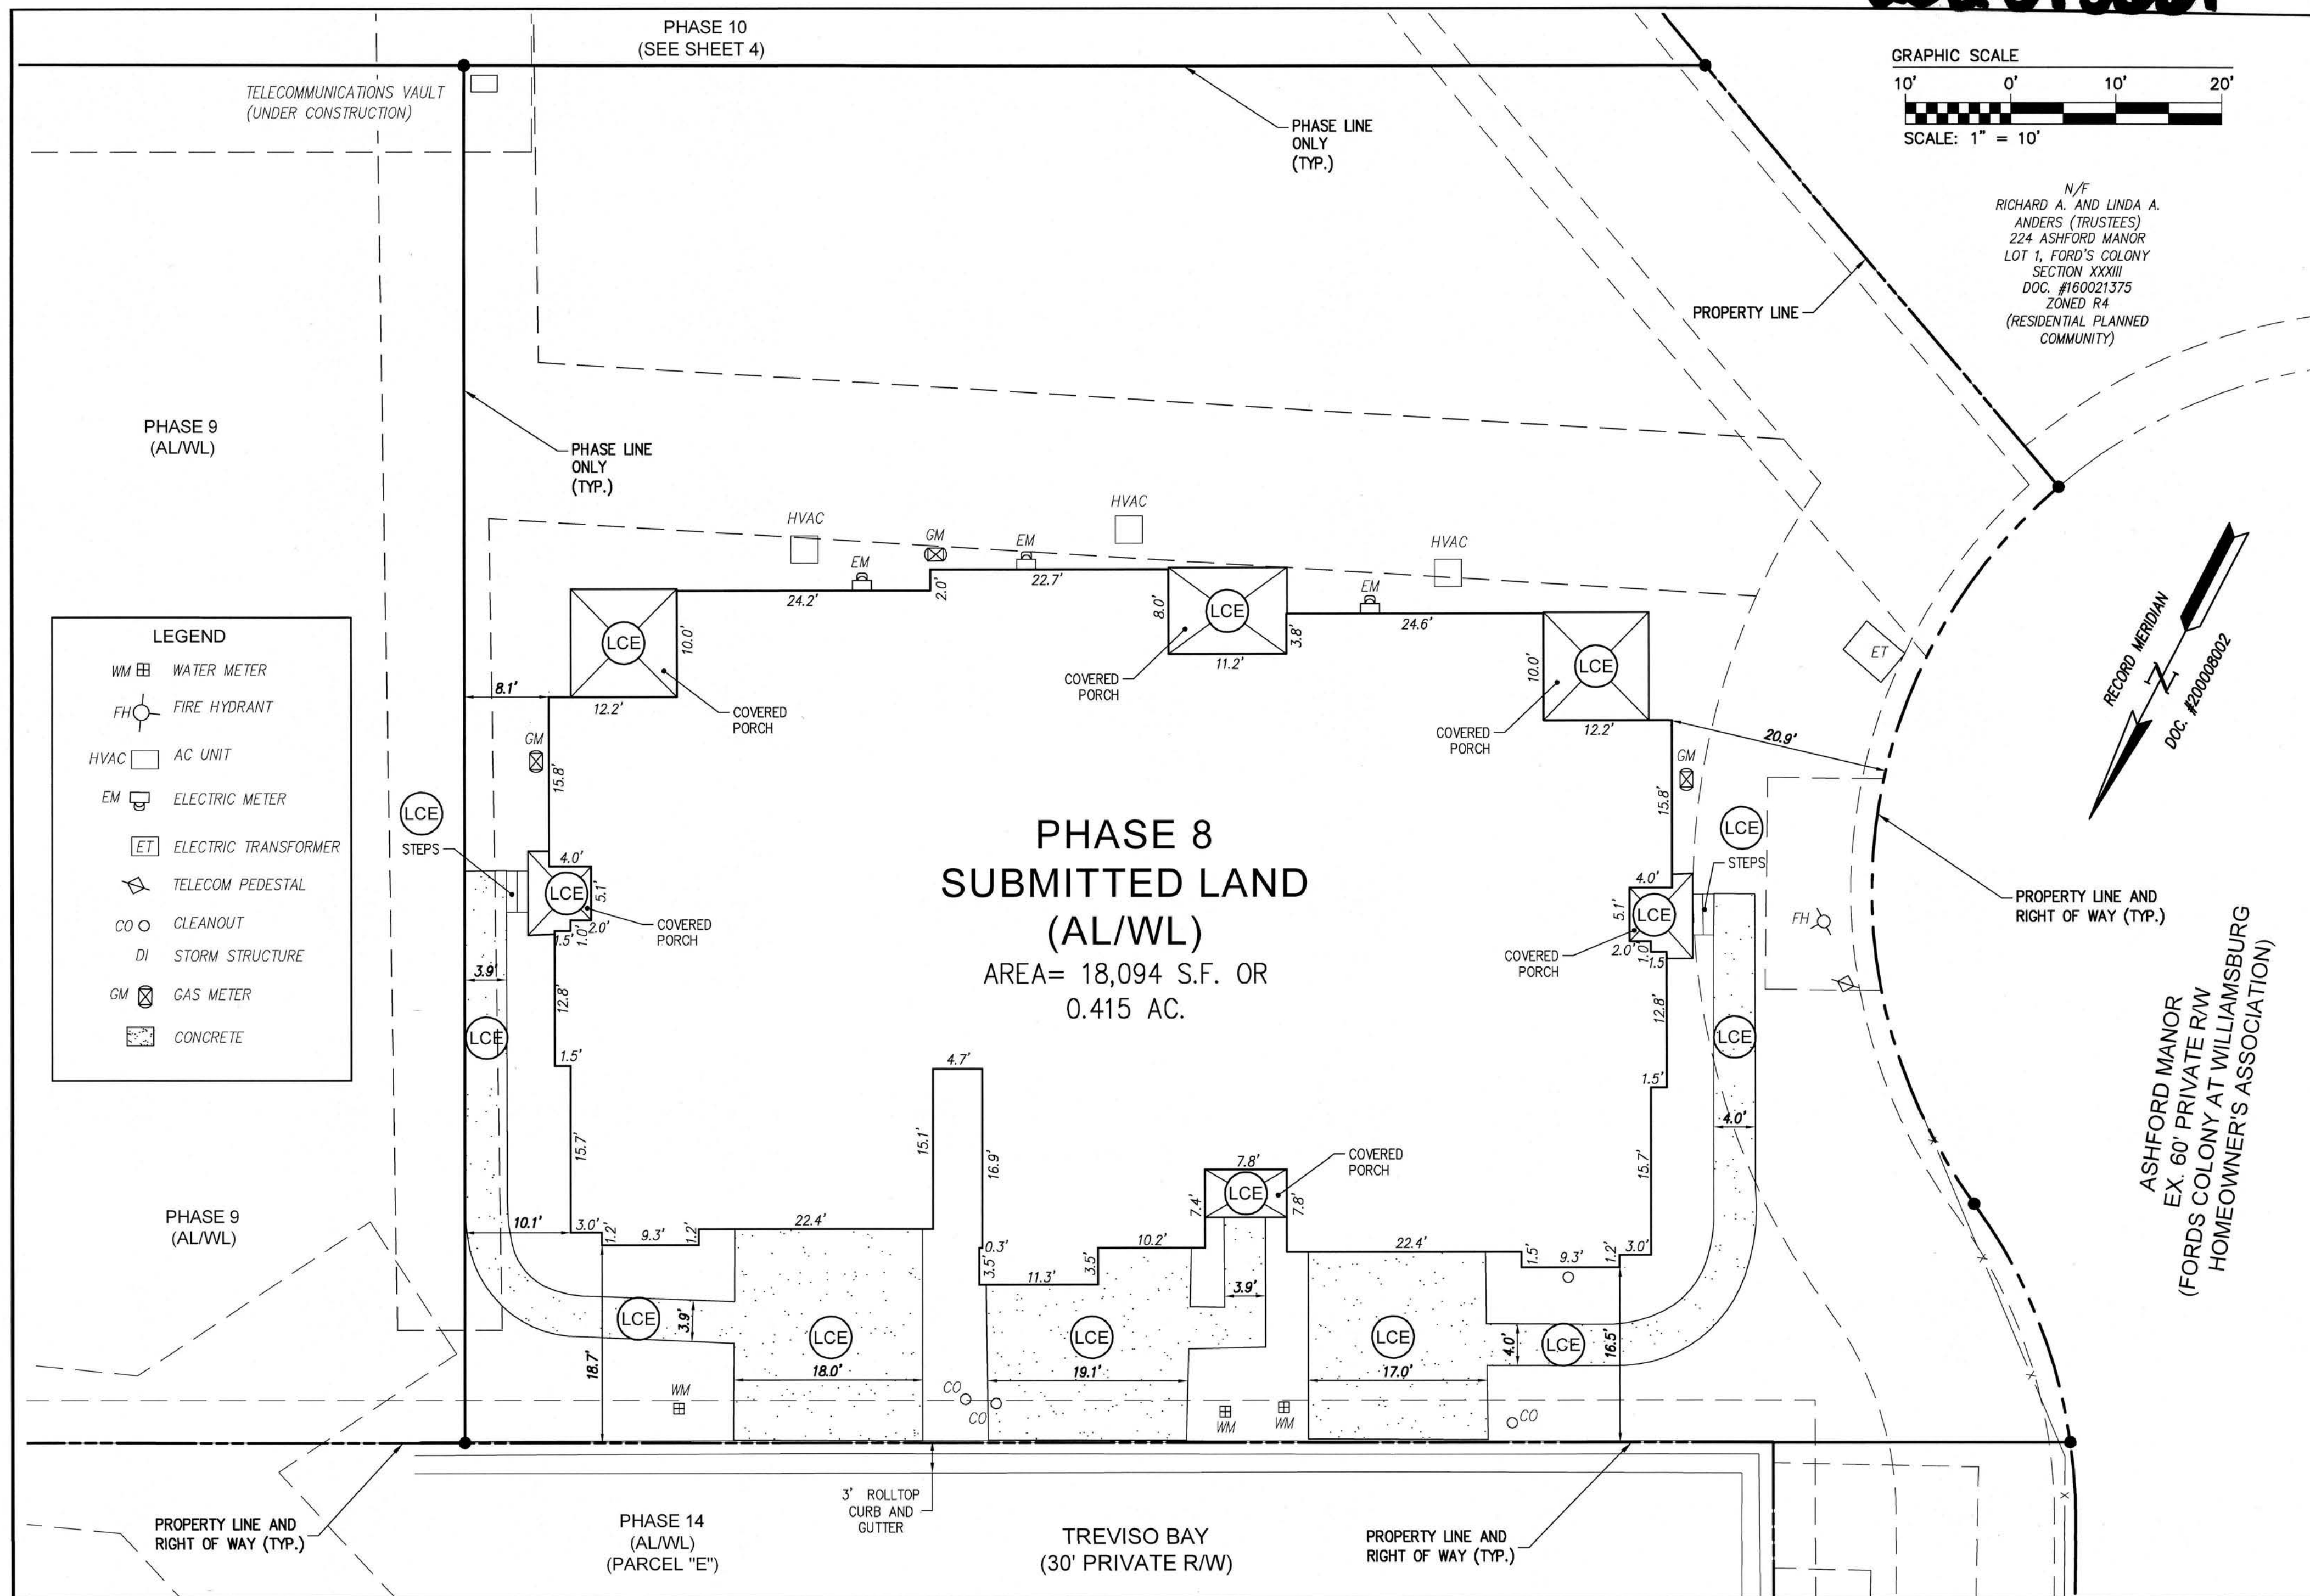 PHASE 10
(SEE SHEET 4)
GRAPHIC SCALE
10' 0' 10' 20'
SCALE: 1" = 10'
TELECOMMUNICATIONS VAULT
(UNDER CONSTRUCTION)
PHASE LINE
ONLY
(TYP.)
N/F
RICHARD A. AND LINDA A.
ANDERS (TRUSTEES)
224 ASHFORD MANOR
LOT 1, FORD'S COLONY
SECTION XXXIII
DOC. #160021375
ZONED R4
(RESIDENTIAL PLANNED
COMMUNITY)
PROPERTY LINE
PHASE 9
(AL/WL)
PHASE LINE
ONLY
(TYP.)
HVAC
HVAC
HVAC
GM
EM
EM
EM
24.2'
2.0'
22.7'
8.0'
11.2'
3.8'
24.6'
LCE
10.0'
12.2'
8.1'
COVERED
PORCH
LCE
COVERED
PORCH
LCE
10.0'
12.2'
COVERED
PORCH
ET
20.9'
RECORD MERIDIAN
N
DOC. #200008002
LEGEND
WM WATER METER
FH FIRE HYDRANT
HVAC AC UNIT
EM ELECTRIC METER
ET ELECTRIC TRANSFORMER
TELECOM PEDESTAL
CO CLEANOUT
DI STORM STRUCTURE
GM GAS METER
CONCRETE
GM
15.8'
LCE
STEPS
4.0'
LCE
5.1'
2.0'
1.0'
1.5'
COVERED
PORCH
3.9'
12.8'
LCE
1.5'
15.7'
PHASE 8
SUBMITTED LAND
(AL/WL)
AREA= 18,094 S.F. OR
0.415 AC.
GM
15.8'
LCE
STEPS
4.0'
5.1'
LCE
2.0'
1.0'
1.5
COVERED
PORCH
12.8'
LCE
1.5'
15.7'
4.0'
FH
PROPERTY LINE AND
RIGHT OF WAY (TYP.)
ASHFORD MANOR
EX. 60' PRIVATE R/W
(FORDS COLONY AT WILLIAMSBURG
HOMEOWNER'S ASSOCIATION)
4.7'
15.1'
16.9'
7.8'
COVERED
PORCH
LCE
7.4'
7.8'
PHASE 9
(AL/WL)
10.1'
3.0'
1.2'
9.3'
1.2'
22.4'
0.3'
3.5'
11.3'
3.5'
10.2'
3.9'
22.4'
1.5'
9.3'
1.2'
3.0'
LCE
3.9'
LCE
LCE
LCE
4.0'
LCE
16.5'
18.7'
18.0'
19.1'
17.0'
WM
CO
CO
WM
WM
CO
PROPERTY LINE AND
RIGHT OF WAY (TYP.)
PHASE 14
(AL/WL)
(PARCEL "E")
3' ROLLTOP
CURB AND
GUTTER
TREVISO BAY
(30' PRIVATE R/W)
PROPERTY LINE AND
RIGHT OF WAY (TYP.)